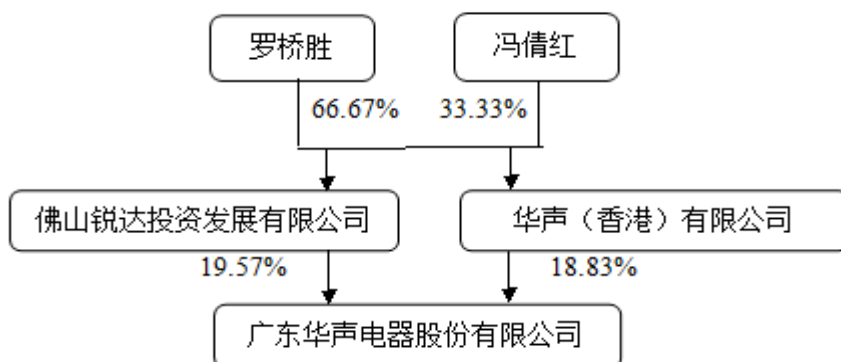 罗桥胜
冯倩红
66.67%
33.33%
佛山锐达投资发展有限公司
华声（香港）有限公司
19.57%
18.83%
广东华声电器股份有限公司